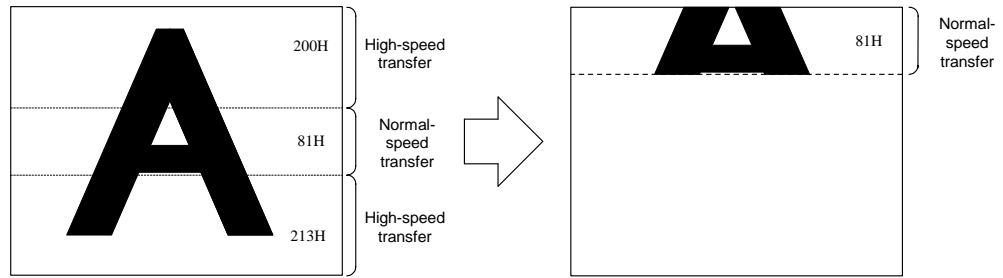 200H
High-speed
transfer
81H
Normal-
speed
transfer
213H
High-speed
transfer
A
81H
Normal-
speed
transfer